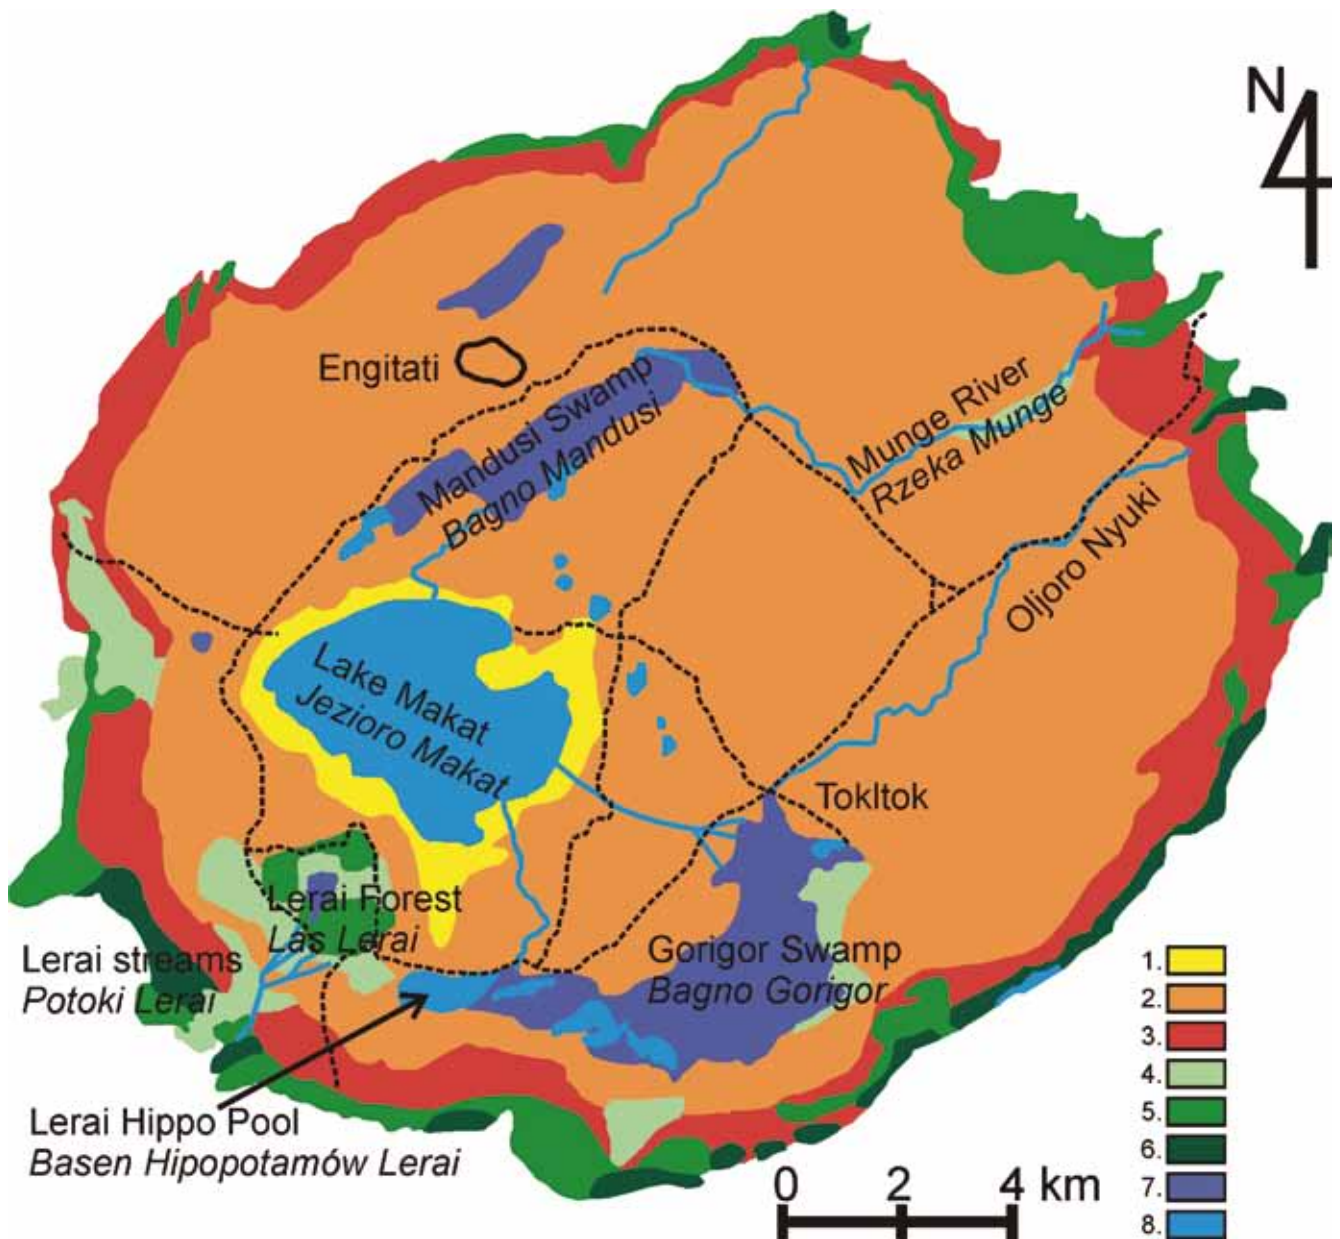 N
Engitati
Mandusi Swamp
Bagno Mandusi
Munge River
Rzeka Munge
Oljoro Nyuki
Lake Makat
Jezioro Makat
Tokltok
Lerai Forest
Las Lerai
Lerai streams
Potoki Lerai
Gorigor Swamp
Bagno Gorigor
Lerai Hippo Pool
Basen Hipopotamów Lerai
1.
2.
3.
4.
5.
6.
7.
8.
0 2 4 km